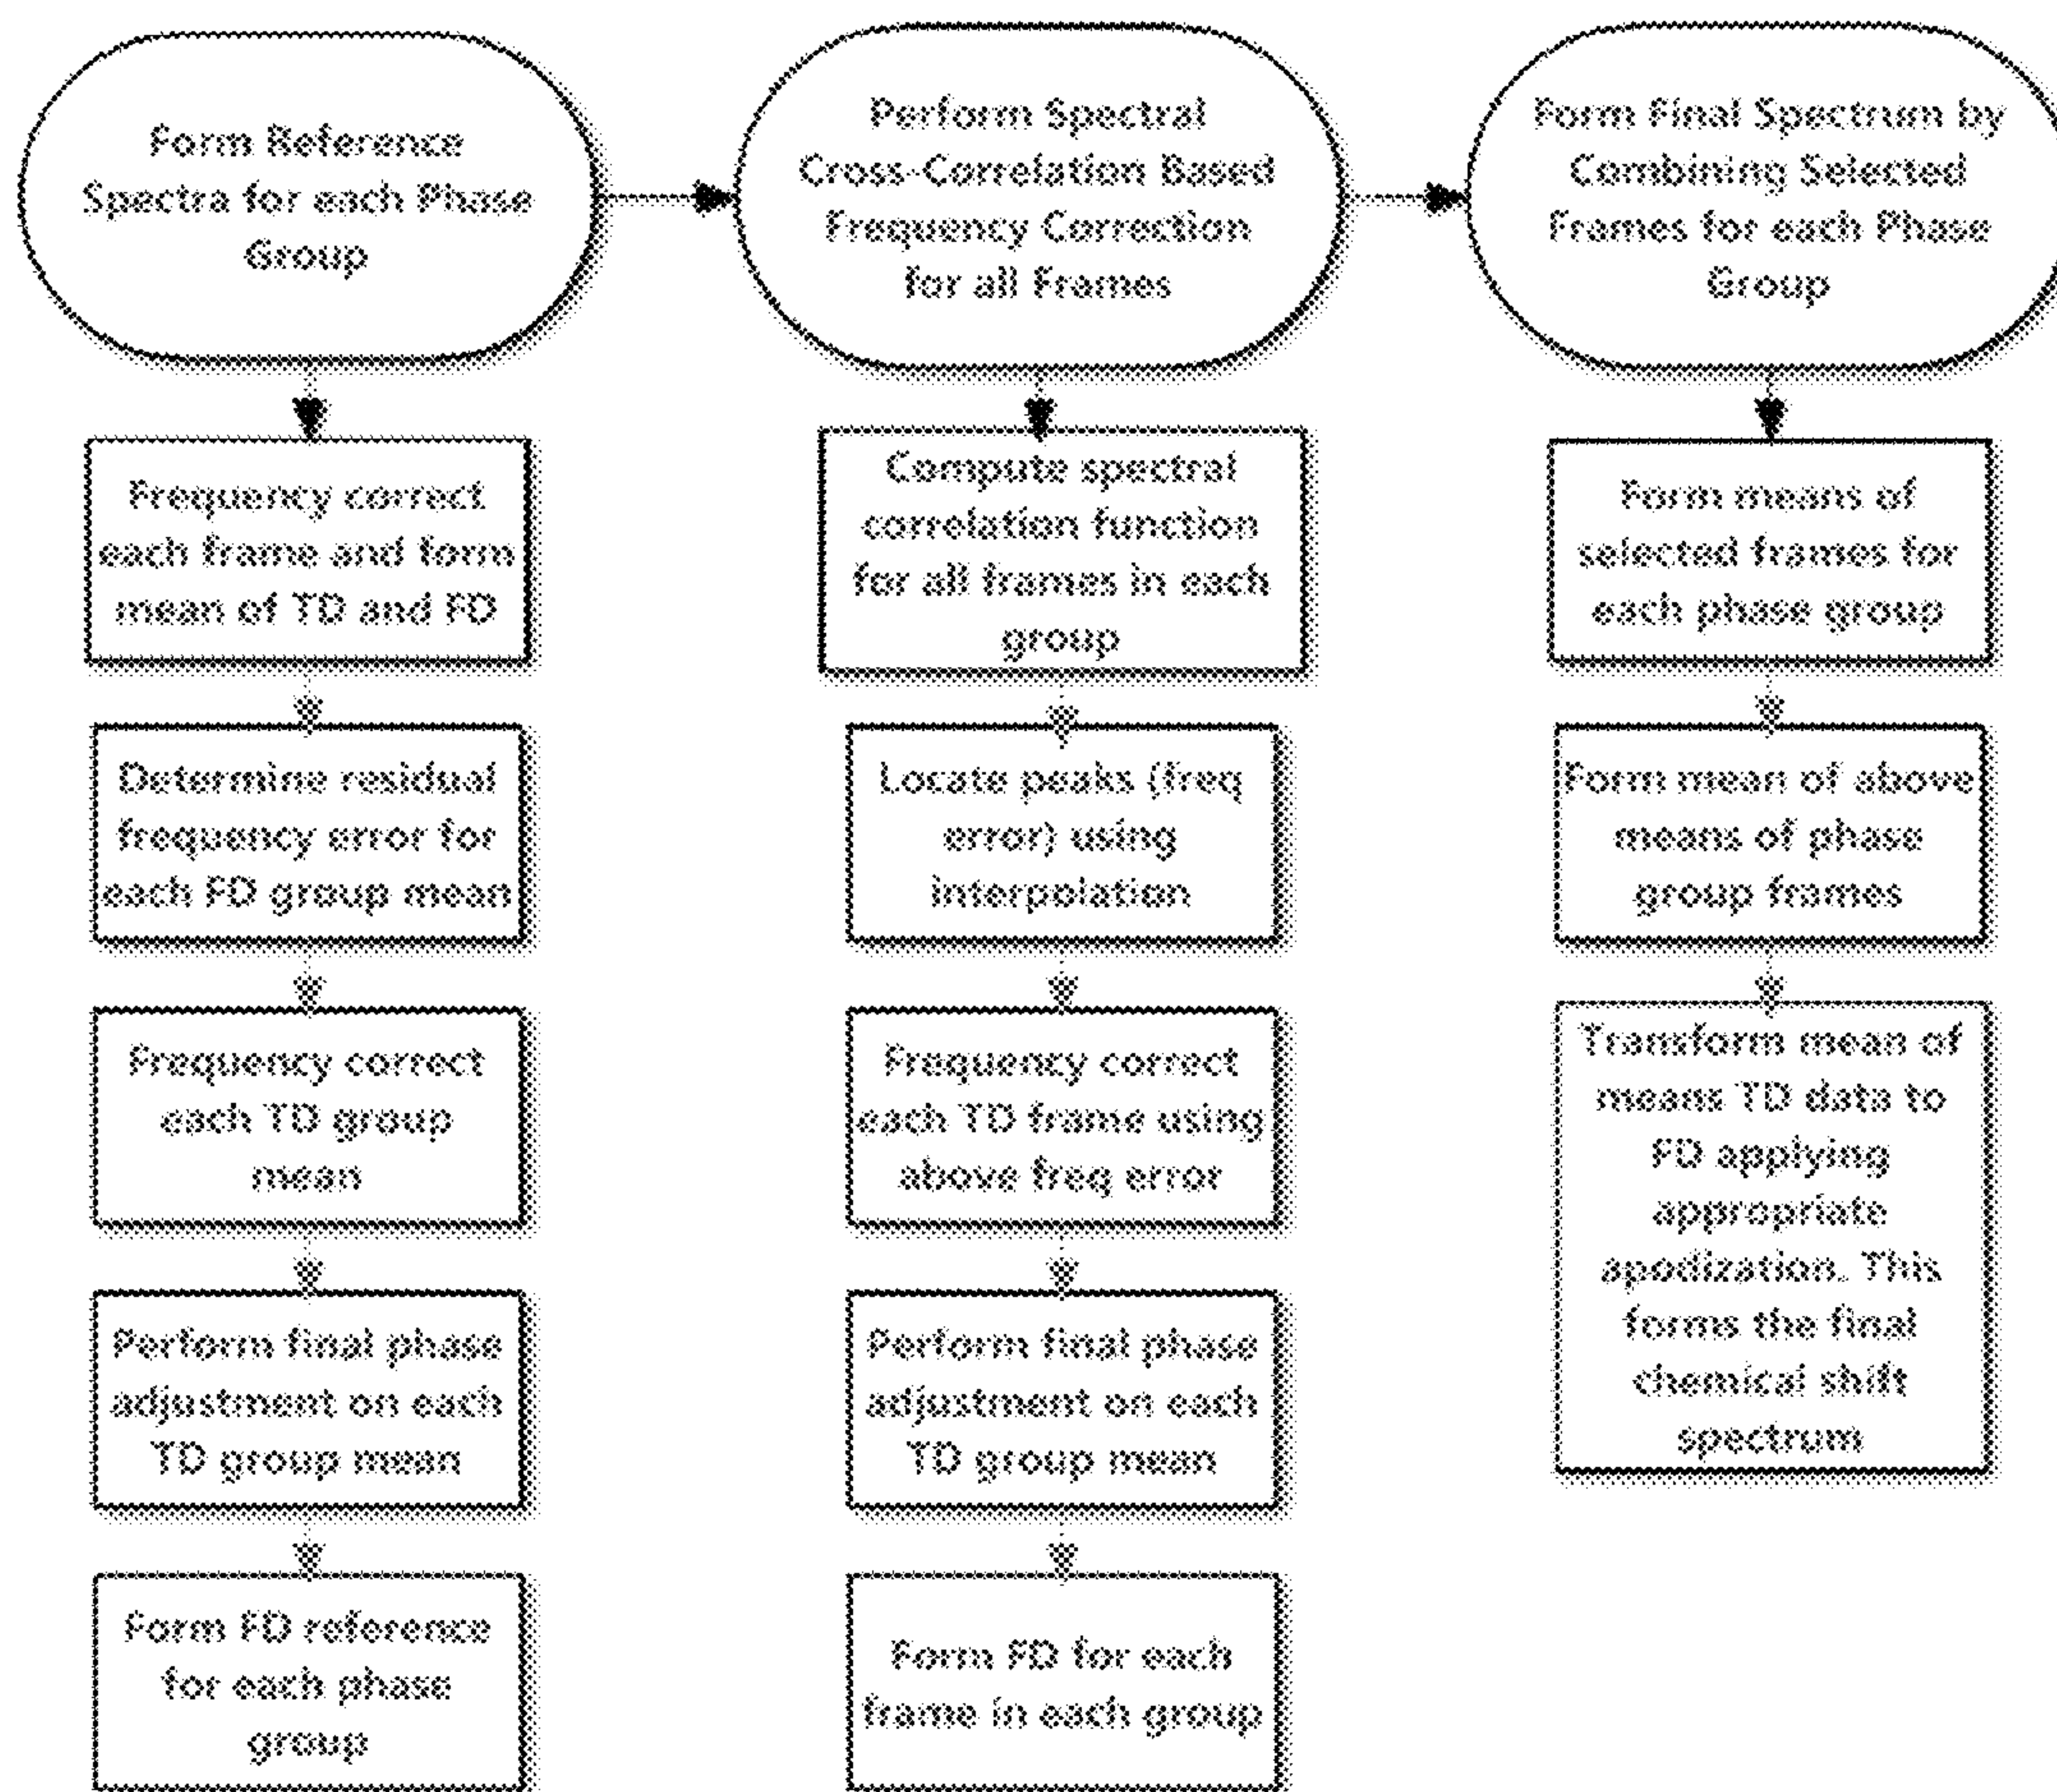 Form Reference
Spectra for each Phase
Group
Perform Spectral
Cross-Correlation Based
Frequency Correction
for all Frames
Form Final Spectrum by
Combining Selected
Frames for each Phase
Group
Frequency correct
each frame and form
mean of TD and FD
Determine residual
frequency error for
each FD group mean
Frequency correct
each TD group
mean
Perform final phase
adjustment on each
TD group mean
Form FD reference
for each phase
group
Compute spectral
correlation function
for all frames in each
group
Locate peaks (freq
error) using
interpolation
Frequency correct
each TD frame using
above freq error
Perform final phase
adjustment on each
TD group mean
Form FD for each
frame in each group
Form means of
selected frames for
each phase group
Form mean of above
means of phase
group frames
Transform mean of
means TD data to
FD applying
appropriate
apodization. This
forms the final
chemical shift
spectrum